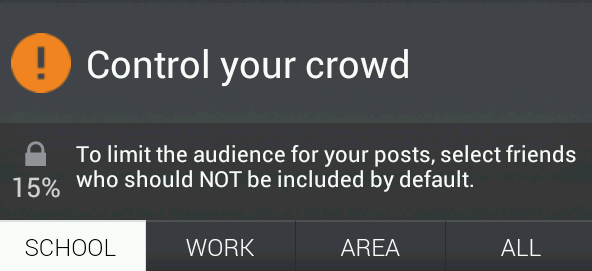 Control your crowd
To limit the audience for your posts, select friends
15% who should NOT be included by default.
SCHOOL WORK AREA ALL